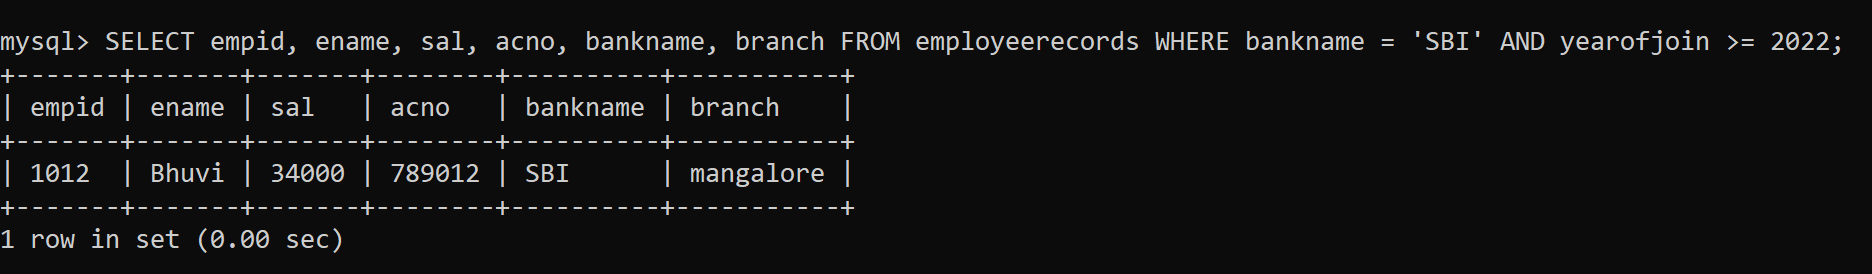 mysql> SELECT empid, ename, sal, acno, bankname, branch FROM employeerecords WHERE bankname = 'SBI' AND yearofjoin >= 2022;
+-------+-------+-------+--------+----------+-----------+
| empid | ename | sal   | acno   | bankname | branch    |
+-------+-------+-------+--------+----------+-----------+
| 1012  | Bhuvi | 34000 | 789012 | SBI      | mangalore |
+-------+-------+-------+--------+----------+-----------+
1 row in set (0.00 sec)